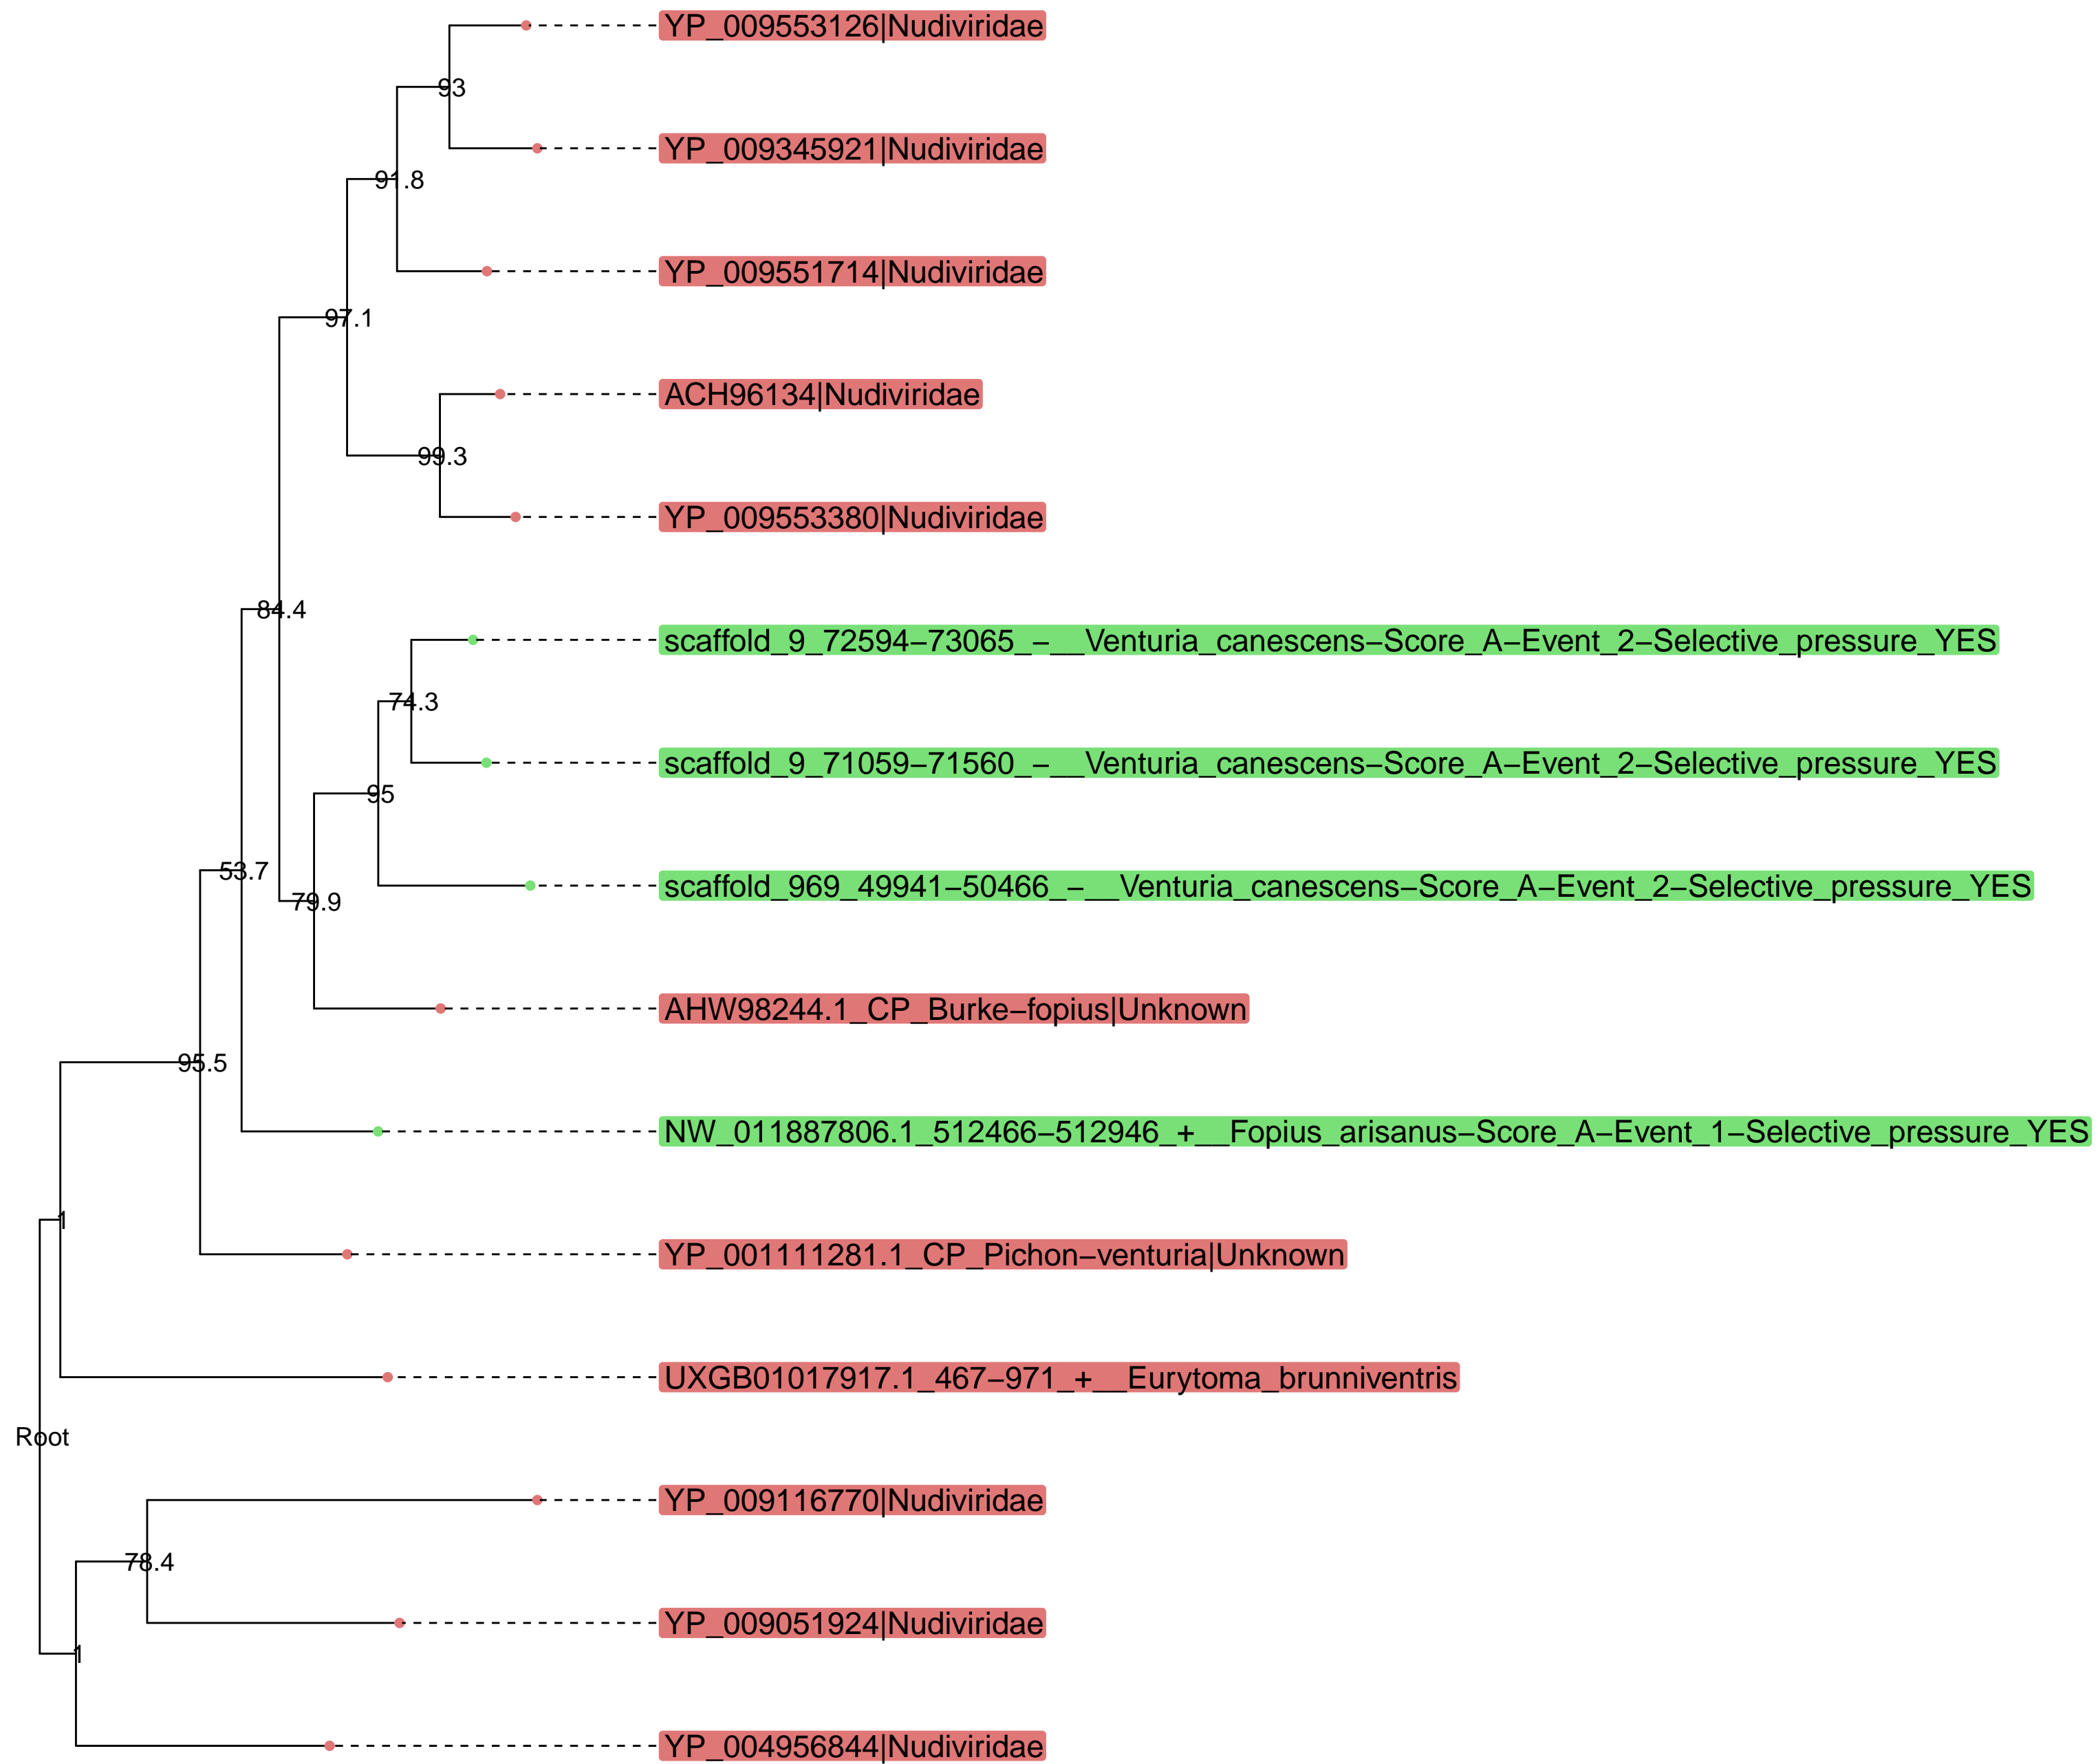 YP_009553126|Nudiviridae
93
YP_009345921|Nudiviridae
91.8
YP_009551714|Nudiviridae
97.1
ACH96134|Nudiviridae
99.3
YP_009553380|Nudiviridae
84.4
scaffold_9_72594−73065_−__Venturia_canescens−Score_A−Event_2−Selective_pressure_YES
74.3
scaffold_9_71059−71560_−__Venturia_canescens−Score_A−Event_2−Selective_pressure_YES
95
53.7
scaffold_969_49941−50466_−__Venturia_canescens−Score_A−Event_2−Selective_pressure_YES
79.9
AHW98244.1_CP_Burke−fopius|Unknown
95.5
NW_011887806.1_512466−512946_+__Fopius_arisanus−Score_A−Event_1−Selective_pressure_YES
1
YP_001111281.1_CP_Pichon−venturia|Unknown
UXGB01017917.1_467−971_+__Eurytoma_brunniventris
Root
YP_009116770|Nudiviridae
78.4
YP_009051924|Nudiviridae
1
YP_004956844|Nudiviridae